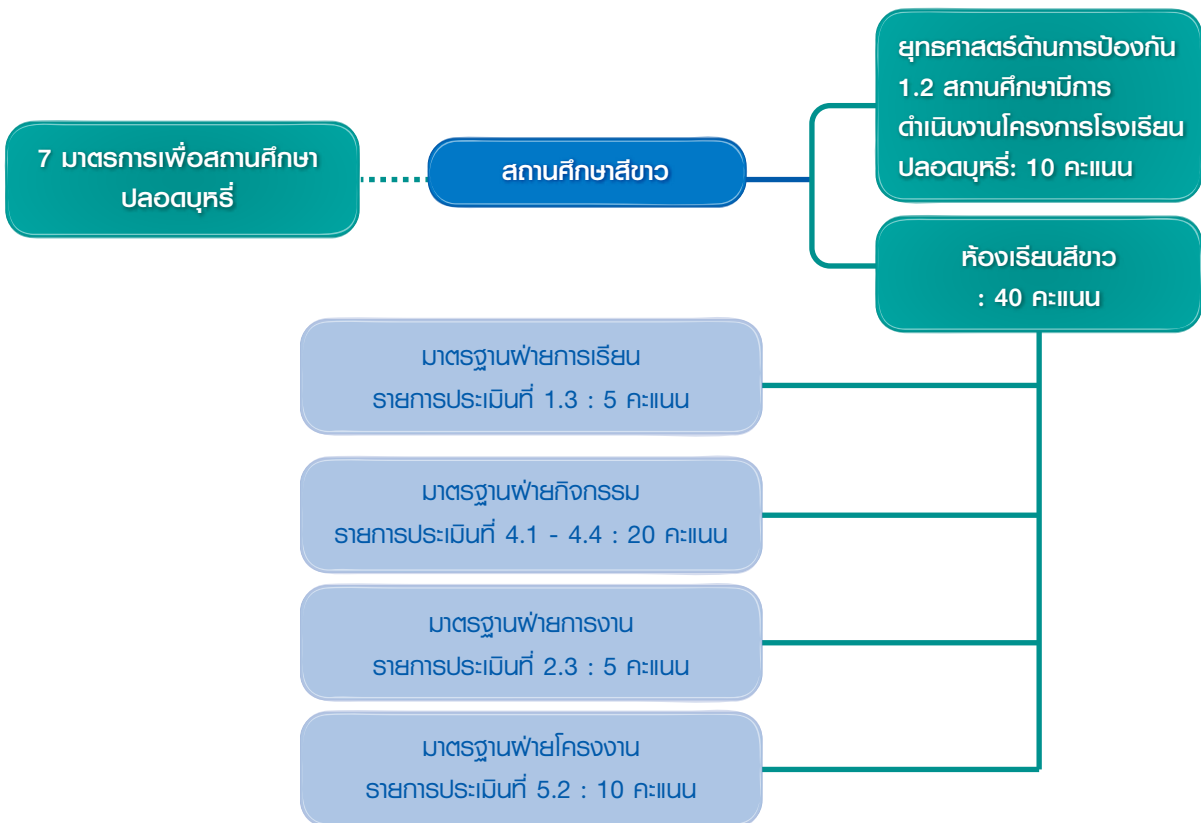 7 มาตรการเพื่อสถานศึกษา
ปลอดบุหรี่
สถานศึกษาสีขาว
ยุทธศาสตร์ด้านการป้องกัน
1.2 สถานศึกษามีการ
ดำเนินงานโครงการโรงเรียน
ปลอดบุหรี่: 10 คะแนน
ห้องเรียนสีขาว
: 40 คะแนน
มาตรฐานฝ่ายการเรียน
รายการประเมินที่ 1.3 : 5 คะแนน
มาตรฐานฝ่ายกิจกรรม
รายการประเมินที่ 4.1 - 4.4 : 20 คะแนน
มาตรฐานฝ่ายการงาน
รายการประเมินที่ 2.3 : 5 คะแนน
มาตรฐานฝ่ายโครงงาน
รายการประเมินที่ 5.2 : 10 คะแนน